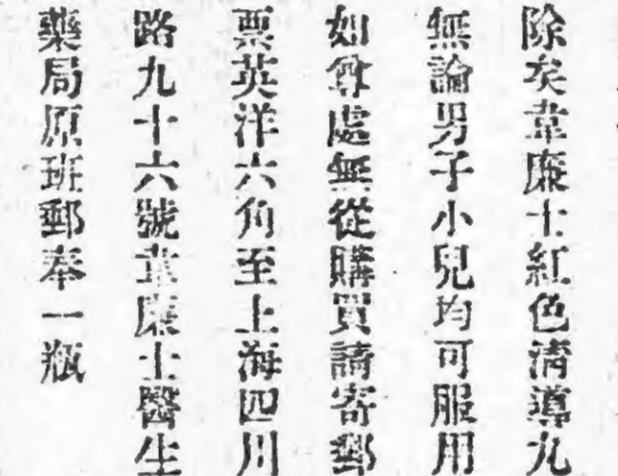 除矣韋廉士紅色清導丸
無論男子小兒均可服用
如尊處無從購買請寄郵
票英洋六角至上海四川
路九十六號韋廉士醫生
藥局原班郵奉一瓶